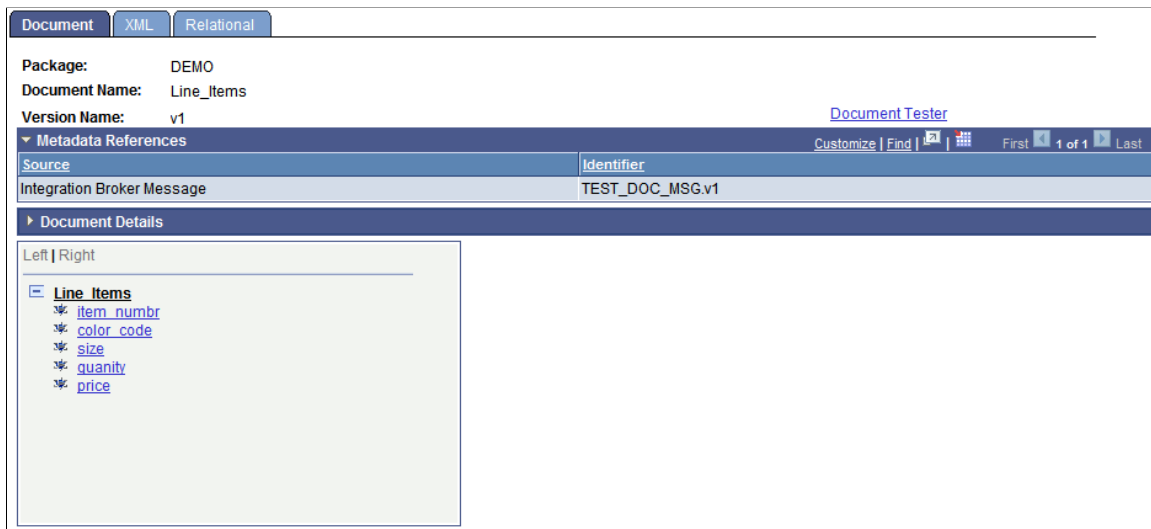 Document XML Relational
Package: DEMO
Document Name: Line_Items
Version Name: v1 Document Tester
Metadata References Customize | Find | | First 1 of 1 Last
Source Identifier
Integration Broker Message TEST_DOC_MSG.v1
Document Details
Left | Right
Line_Items
item_numbr
color_code
size
quanity
price